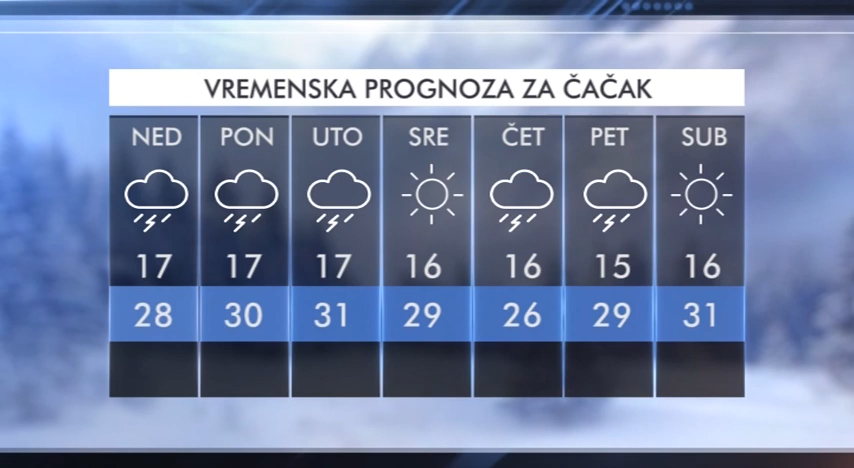 VREMENSKA PROGNOZA ZA ČAČAK
NED PON UTO SRE ČET PET SUB
17 17 17 16 16 15 16
28 30 31 29 26 29 31